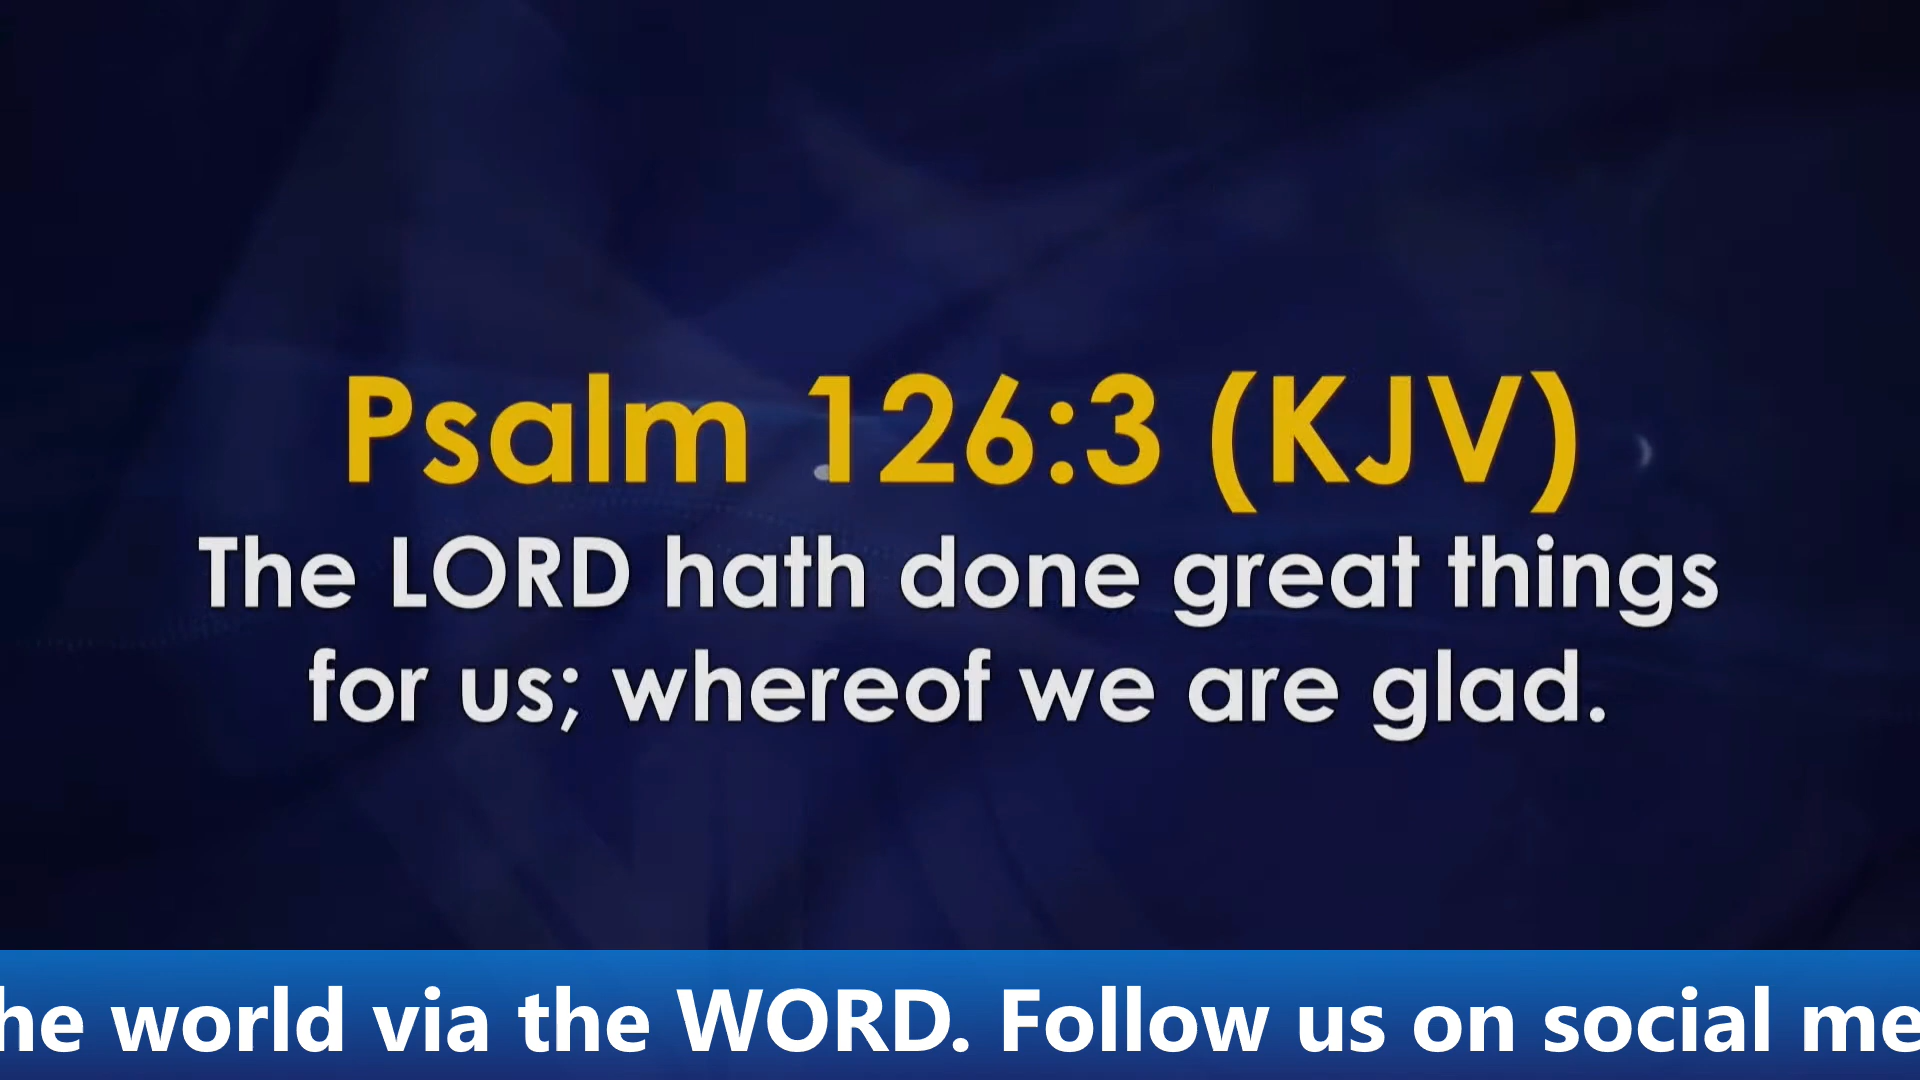 Psalm 126:3 (KJV)
The LORD hath done great things
for us; whereof we are glad.
he world via the WORD. Follow us on social me